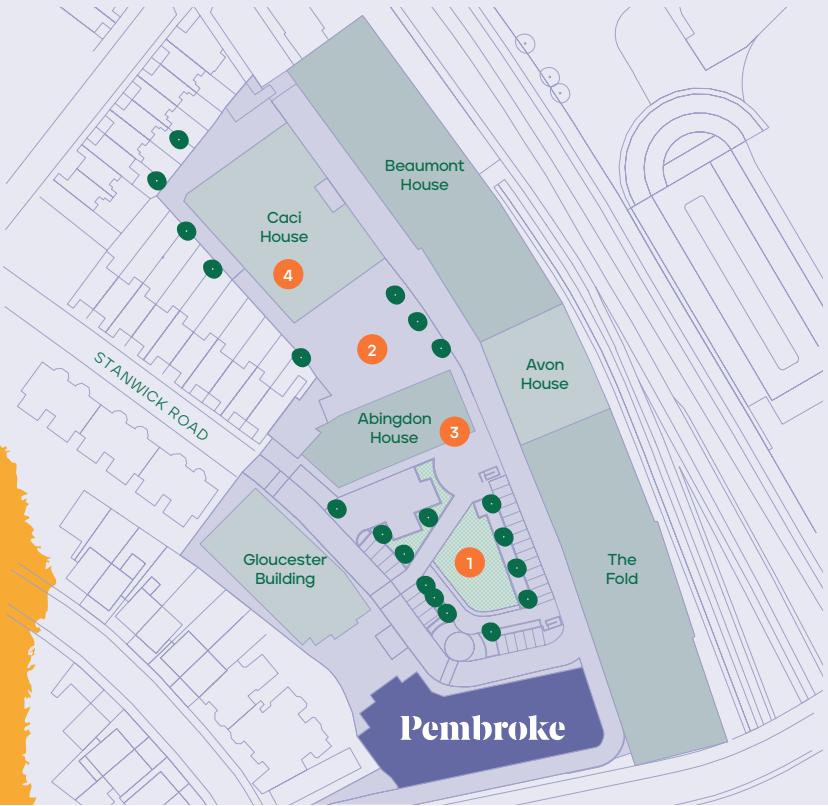 Beaumont
House
Caci
House
4
2
STANWICK ROAD
Avon
House
Abingdon
House
3
Gloucester
Building
1
The
Fold
Pembroke